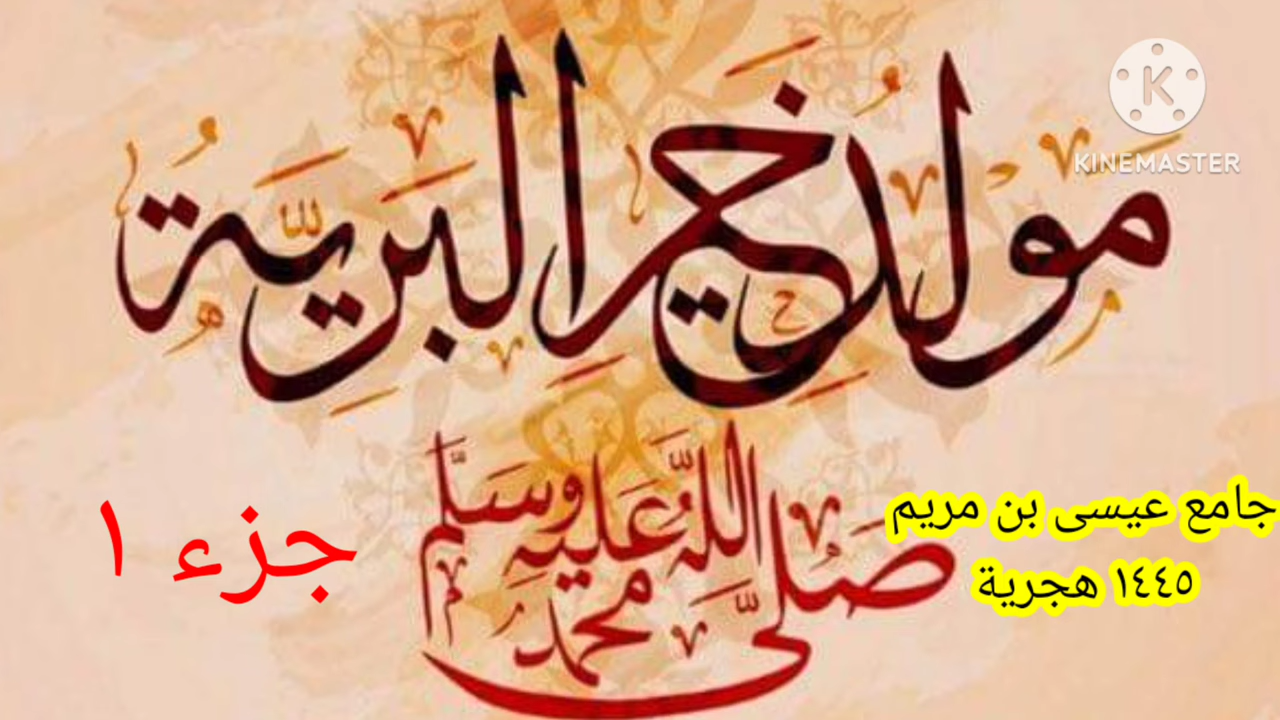 مولد خير البرية
KINEMASTER
صلى الله عليه وسلم
محمد
جامع عيسى بن مريم
١٤٤٥ هجرية
جزء ١